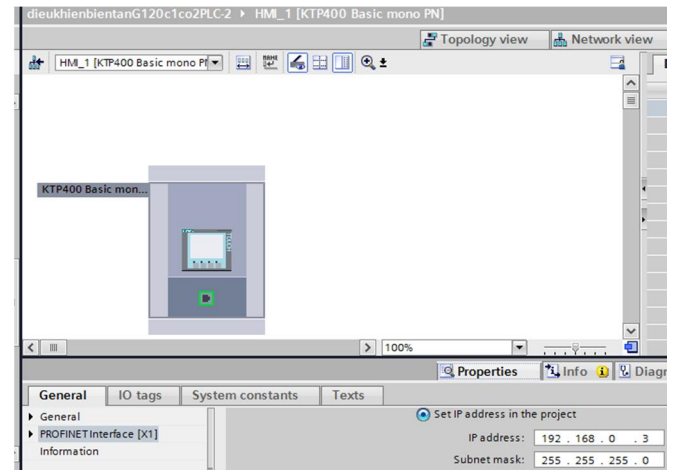 dieukhienbientanG120c1co2PLC-2 ▸ HMI_1 [KTP400 Basic mono PN]
Topology view Network view
HMI_1 [KTP400 Basic mono PN
KTP400 Basic mon...
100%
Properties Info Diagr
General IO tags System constants Texts
General
Set IP address in the project
PROFINET Interface [X1]
IP address: 192 . 168 . 0 . 3
Information
Subnet mask: 255 . 255 . 255 . 0